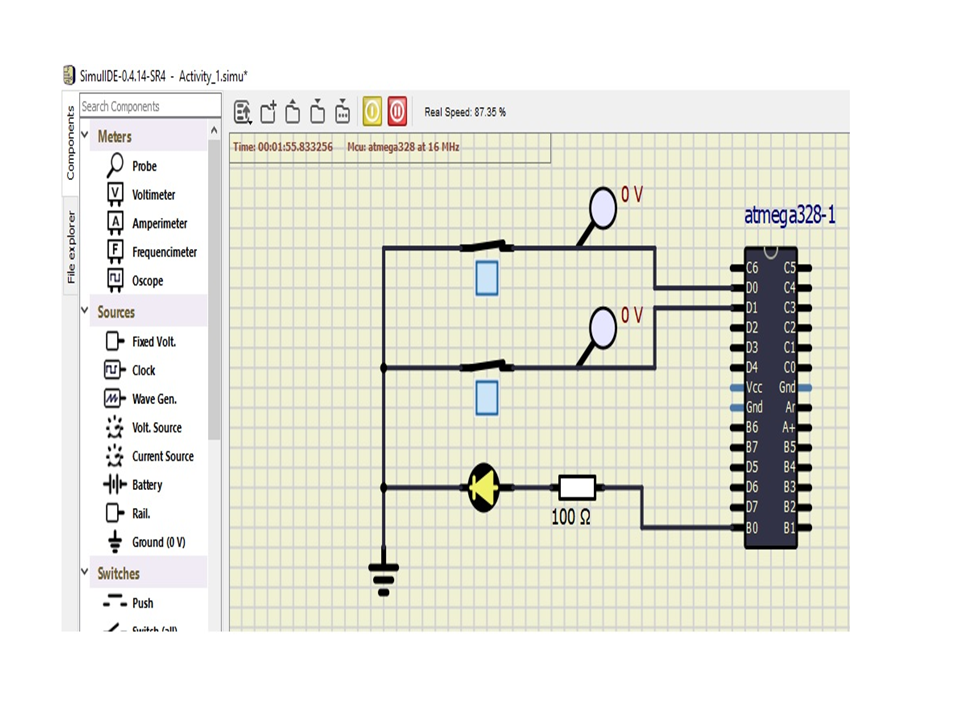 SimulIDE-0.4.14-SR4 - Activity_1.simu*
Components
File explorer
Search Components
Meters
Probe
V
Voltimeter
A
Amperimeter
F
Frequencimeter
Oscope
Sources
Fixed Volt.
Clock
Wave Gen.
Volt. Source
Current Source
Battery
Rail.
Ground (0 V)
Switches
Push
Switch (all)
Real Speed: 87.35 %
Time: 00:01:55.833256 Mcu: atmega328 at 16 MHz
0 V
0 V
100 Ω
atmega328-1
C6 C5
D0 C4
D1 C3
D2 C2
D3 C1
D4 C0
Vcc Gnd
Gnd Ar
B6 A+
B7 B5
D5 B4
D6 B3
D7 B2
B0 B1